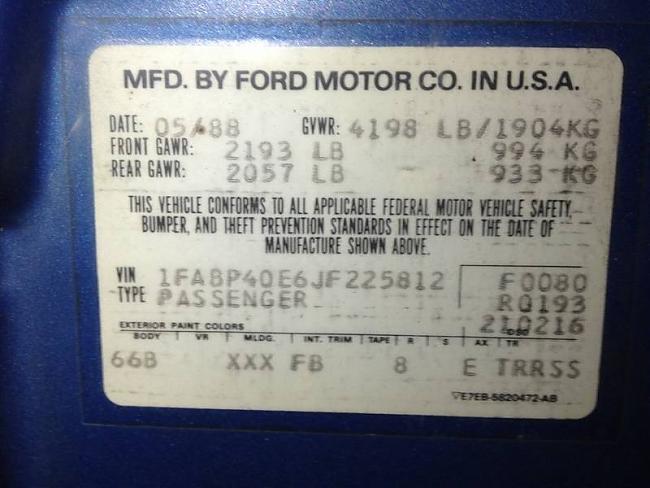 MFD. BY FORD MOTOR CO. IN U.S.A.
DATE: 05/88 GVWR: 4198 LB/1904KG
FRONT GAWR: 2193 LB 994 KG
REAR GAWR: 2057 LB 933 KG
THIS VEHICLE CONFORMS TO ALL APPLICABLE FEDERAL MOTOR VEHICLE SAFETY,
BUMPER, AND THEFT PREVENTION STANDARDS IN EFFECT ON THE DATE OF
MANUFACTURE SHOWN ABOVE.
VIN 1FABP40E6JF225812 F0080
TYPE PASSENGER R0193
210216
EXTERIOR PAINT COLORS DSO
BODY VR MLDG. INT. TRIM TAPE R S AX TR
66B XXX FB 8 E TRRSS
E7EB-5820472-AB